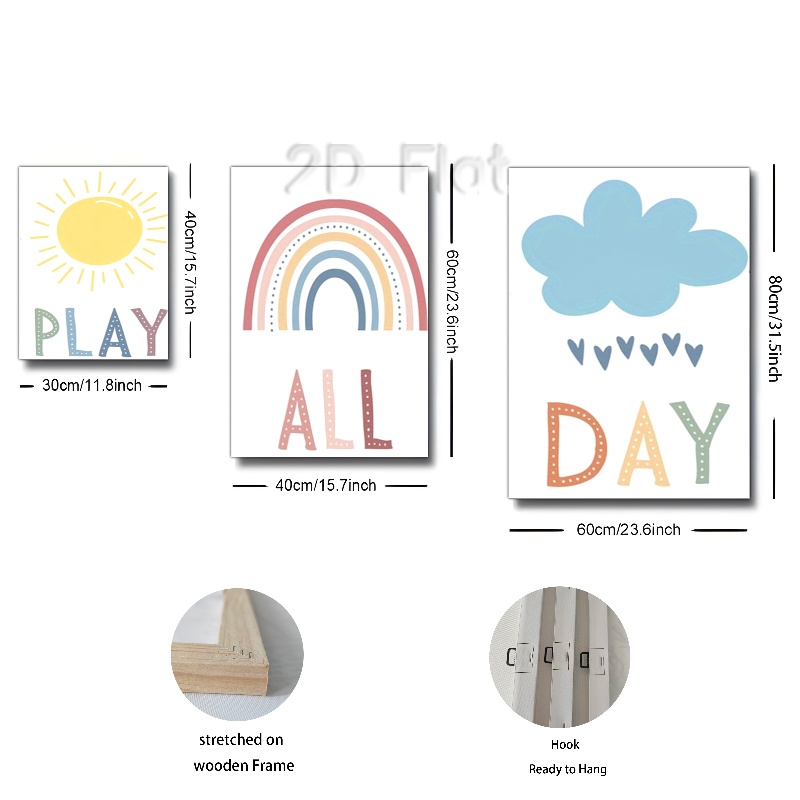 2D Flat
PLAY
40cm/15.7inch
30cm/11.8inch
ALL
60cm/23.6inch
40cm/15.7inch
DAY
80cm/31.5inch
60cm/23.6inch
stretched on
wooden Frame
Hook
Ready to Hang